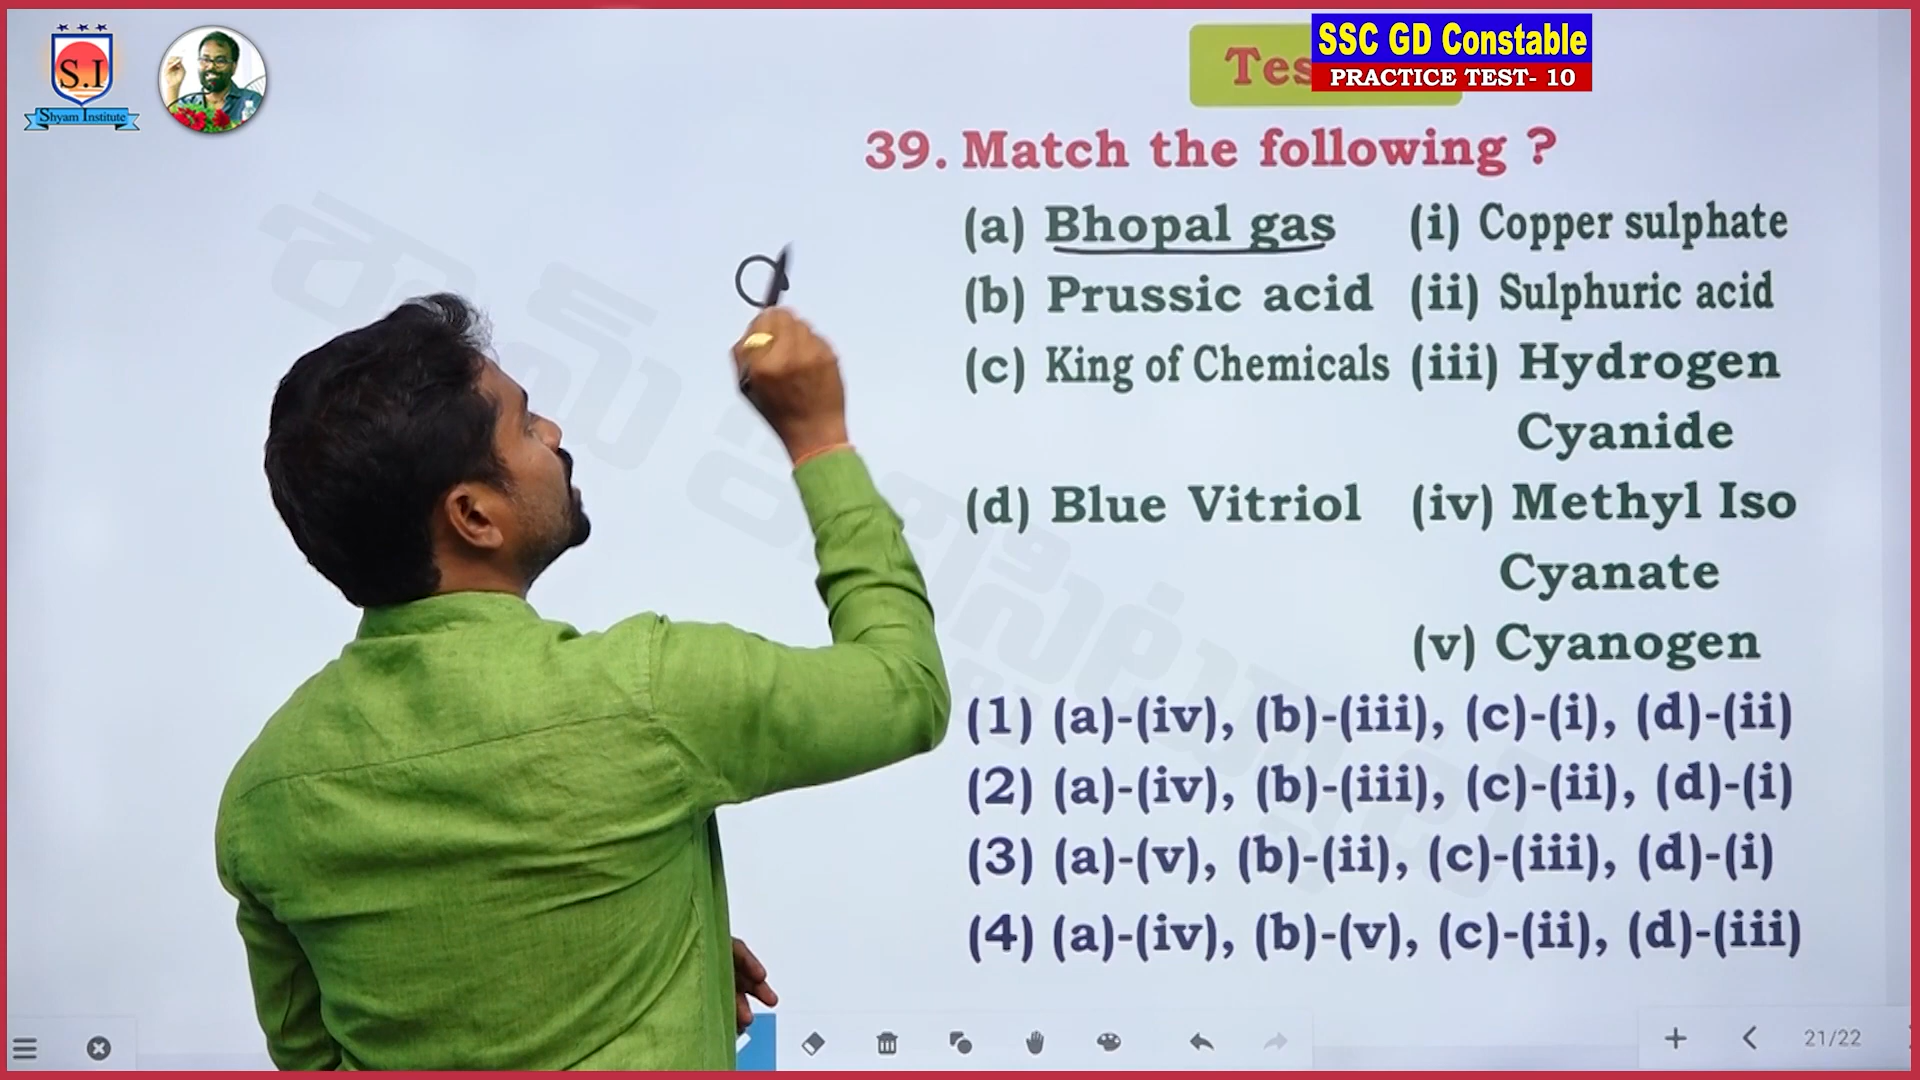 S.I
Shyam Institute
Tes
SSC GD Constable
PRACTICE TEST- 10
39. Match the following ?
(a) Bhopal gas (i) Copper sulphate
(b) Prussic acid (ii) Sulphuric acid
(c) King of Chemicals (iii) Hydrogen
Cyanide
(d) Blue Vitriol (iv) Methyl Iso
Cyanate
(v) Cyanogen
(1) (a)-(iv), (b)-(iii), (c)-(i), (d)-(ii)
(2) (a)-(iv), (b)-(iii), (c)-(ii), (d)-(i)
(3) (a)-(v), (b)-(ii), (c)-(iii), (d)-(i)
(4) (a)-(iv), (b)-(v), (c)-(ii), (d)-(iii)
21/22